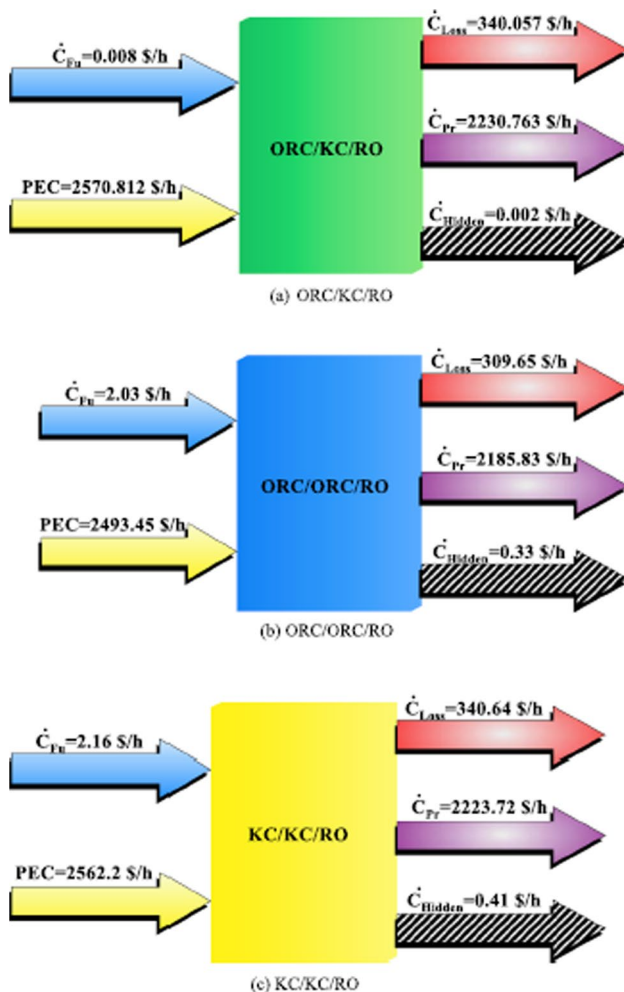 Ċ_Fu=0.008 $/h
Ċ_Loss=340.057 $/h
Ċ_Pr=2230.763 $/h
ORC/KC/RO
PEC=2570.812 $/h
Ċ_Hidden=0.002 $/h
(a) ORC/KC/RO
Ċ_Fu=2.03 $/h
Ċ_Loss=309.65 $/h
Ċ_Pr=2185.83 $/h
ORC/ORC/RO
PEC=2493.45 $/h
Ċ_Hidden=0.33 $/h
(b) ORC/ORC/RO
Ċ_Fu=2.16 $/h
Ċ_Loss=340.64 $/h
Ċ_Pr=2223.72 $/h
KC/KC/RO
PEC=2562.2 $/h
Ċ_Hidden=0.41 $/h
(c) KC/KC/RO